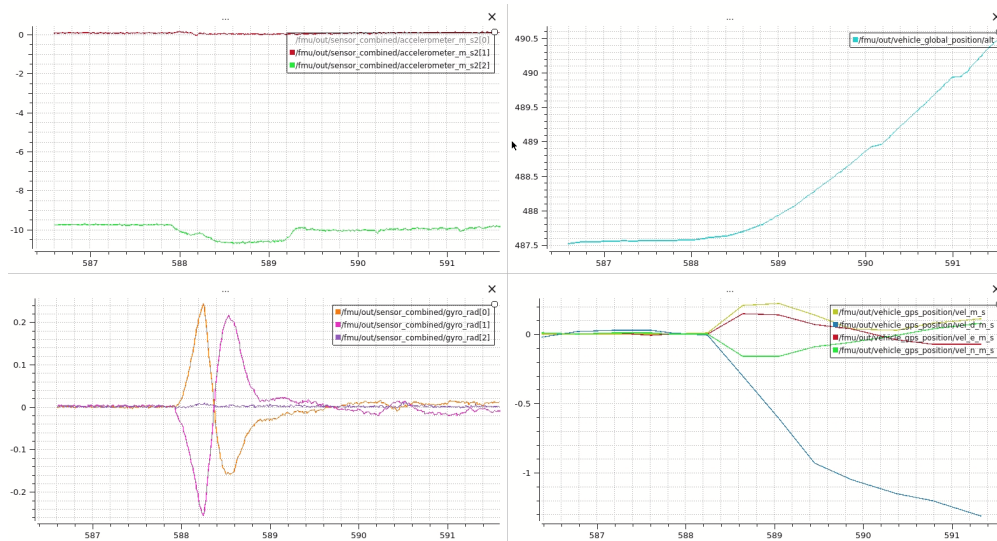 ...
/fmu/out/sensor_combined/accelerometer_m_s2[0]
/fmu/out/sensor_combined/accelerometer_m_s2[1]
/fmu/out/sensor_combined/accelerometer_m_s2[2]
0
-2
-4
-6
-8
-10
587 588 589 590 591
...
/fmu/out/vehicle_global_position/alt
490.5
490
489.5
489
488.5
488
487.5
587 588 589 590 591
...
/fmu/out/sensor_combined/gyro_rad[0]
/fmu/out/sensor_combined/gyro_rad[1]
/fmu/out/sensor_combined/gyro_rad[2]
0.2
0.1
0
-0.1
-0.2
587 588 589 590 591
...
/fmu/out/vehicle_gps_position/vel_m_s
/fmu/out/vehicle_gps_position/vel_d_m_s
/fmu/out/vehicle_gps_position/vel_e_m_s
/fmu/out/vehicle_gps_position/vel_n_m_s
0
-0.5
-1
587 588 589 590 591